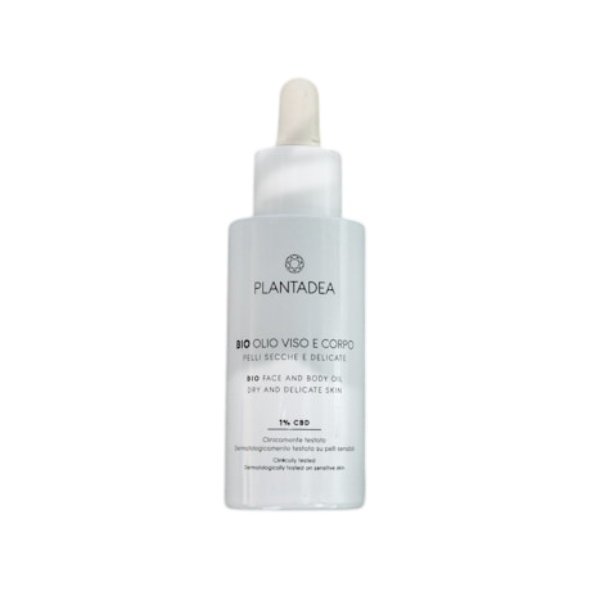 PLANTADEA
BIO OLIO VISO E CORPO
PELLI SECCHE E DELICATE
BIO FACE AND BODY OIL
DRY AND DELICATE SKIN
1% CBD
Clinicamente testato
Dermatologicamente testato su pelli sensibili
Clinically tested
Dermatologically tested on sensitive skin